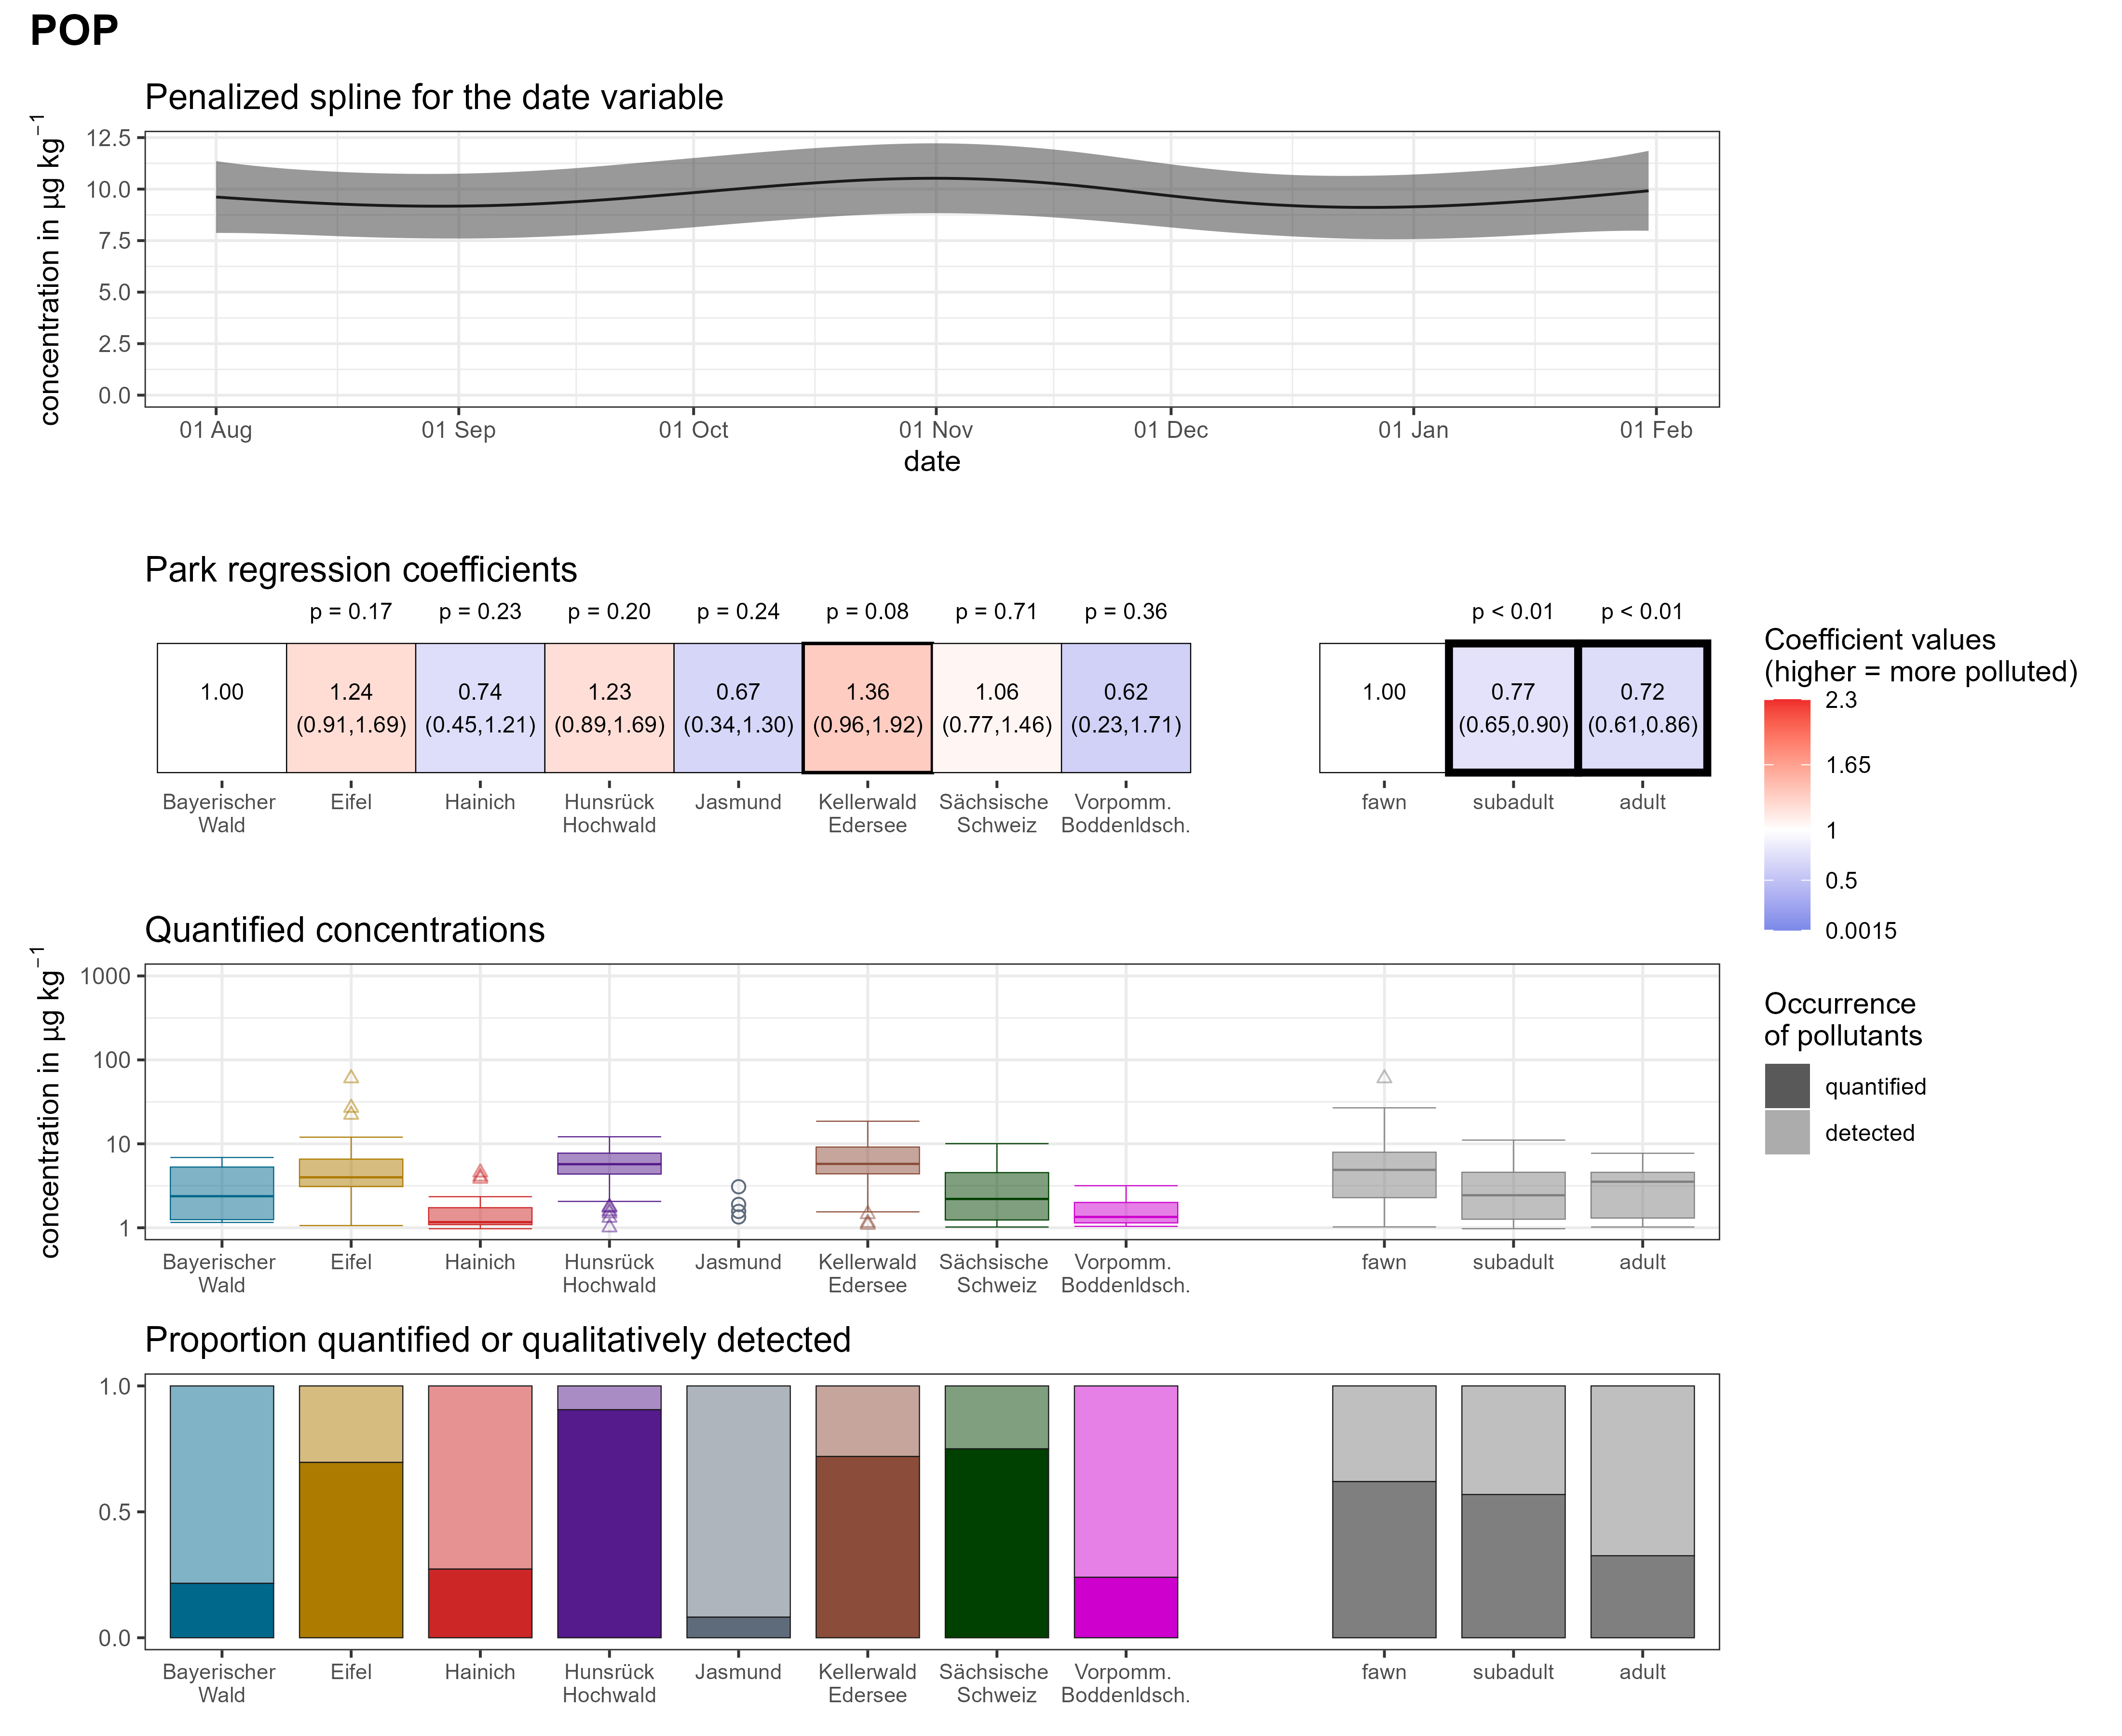 POP
Penalized spline for the date variable
concentration in µg kg⁻¹
12.5
10.0
7.5
5.0
2.5
0.0
01 Aug 01 Sep 01 Oct 01 Nov 01 Dec 01 Jan 01 Feb
date
Park regression coefficients
p = 0.17 p = 0.23 p = 0.20 p = 0.24 p = 0.08 p = 0.71 p = 0.36 p < 0.01 p < 0.01
1.00 1.24 0.74 1.23 0.67 1.36 1.06 0.62 1.00 0.77 0.72
(0.91,1.69) (0.45,1.21) (0.89,1.69) (0.34,1.30) (0.96,1.92) (0.77,1.46) (0.23,1.71) (0.65,0.90) (0.61,0.86)
Bayerischer Eifel Hainich Hunsrück Jasmund Kellerwald Sächsische Vorpomm. fawn subadult adult
Wald Hochwald Edersee Schweiz Boddenldsch.
Coefficient values
(higher = more polluted)
2.3
1.65
1
0.5
0.0015
Quantified concentrations
concentration in µg kg⁻¹
1000
100
10
1
Bayerischer Eifel Hainich Hunsrück Jasmund Kellerwald Sächsische Vorpomm. fawn subadult adult
Wald Hochwald Edersee Schweiz Boddenldsch.
Occurrence
of pollutants
quantified
detected
Proportion quantified or qualitatively detected
1.0
0.5
0.0
Bayerischer Eifel Hainich Hunsrück Jasmund Kellerwald Sächsische Vorpomm. fawn subadult adult
Wald Hochwald Edersee Schweiz Boddenldsch.